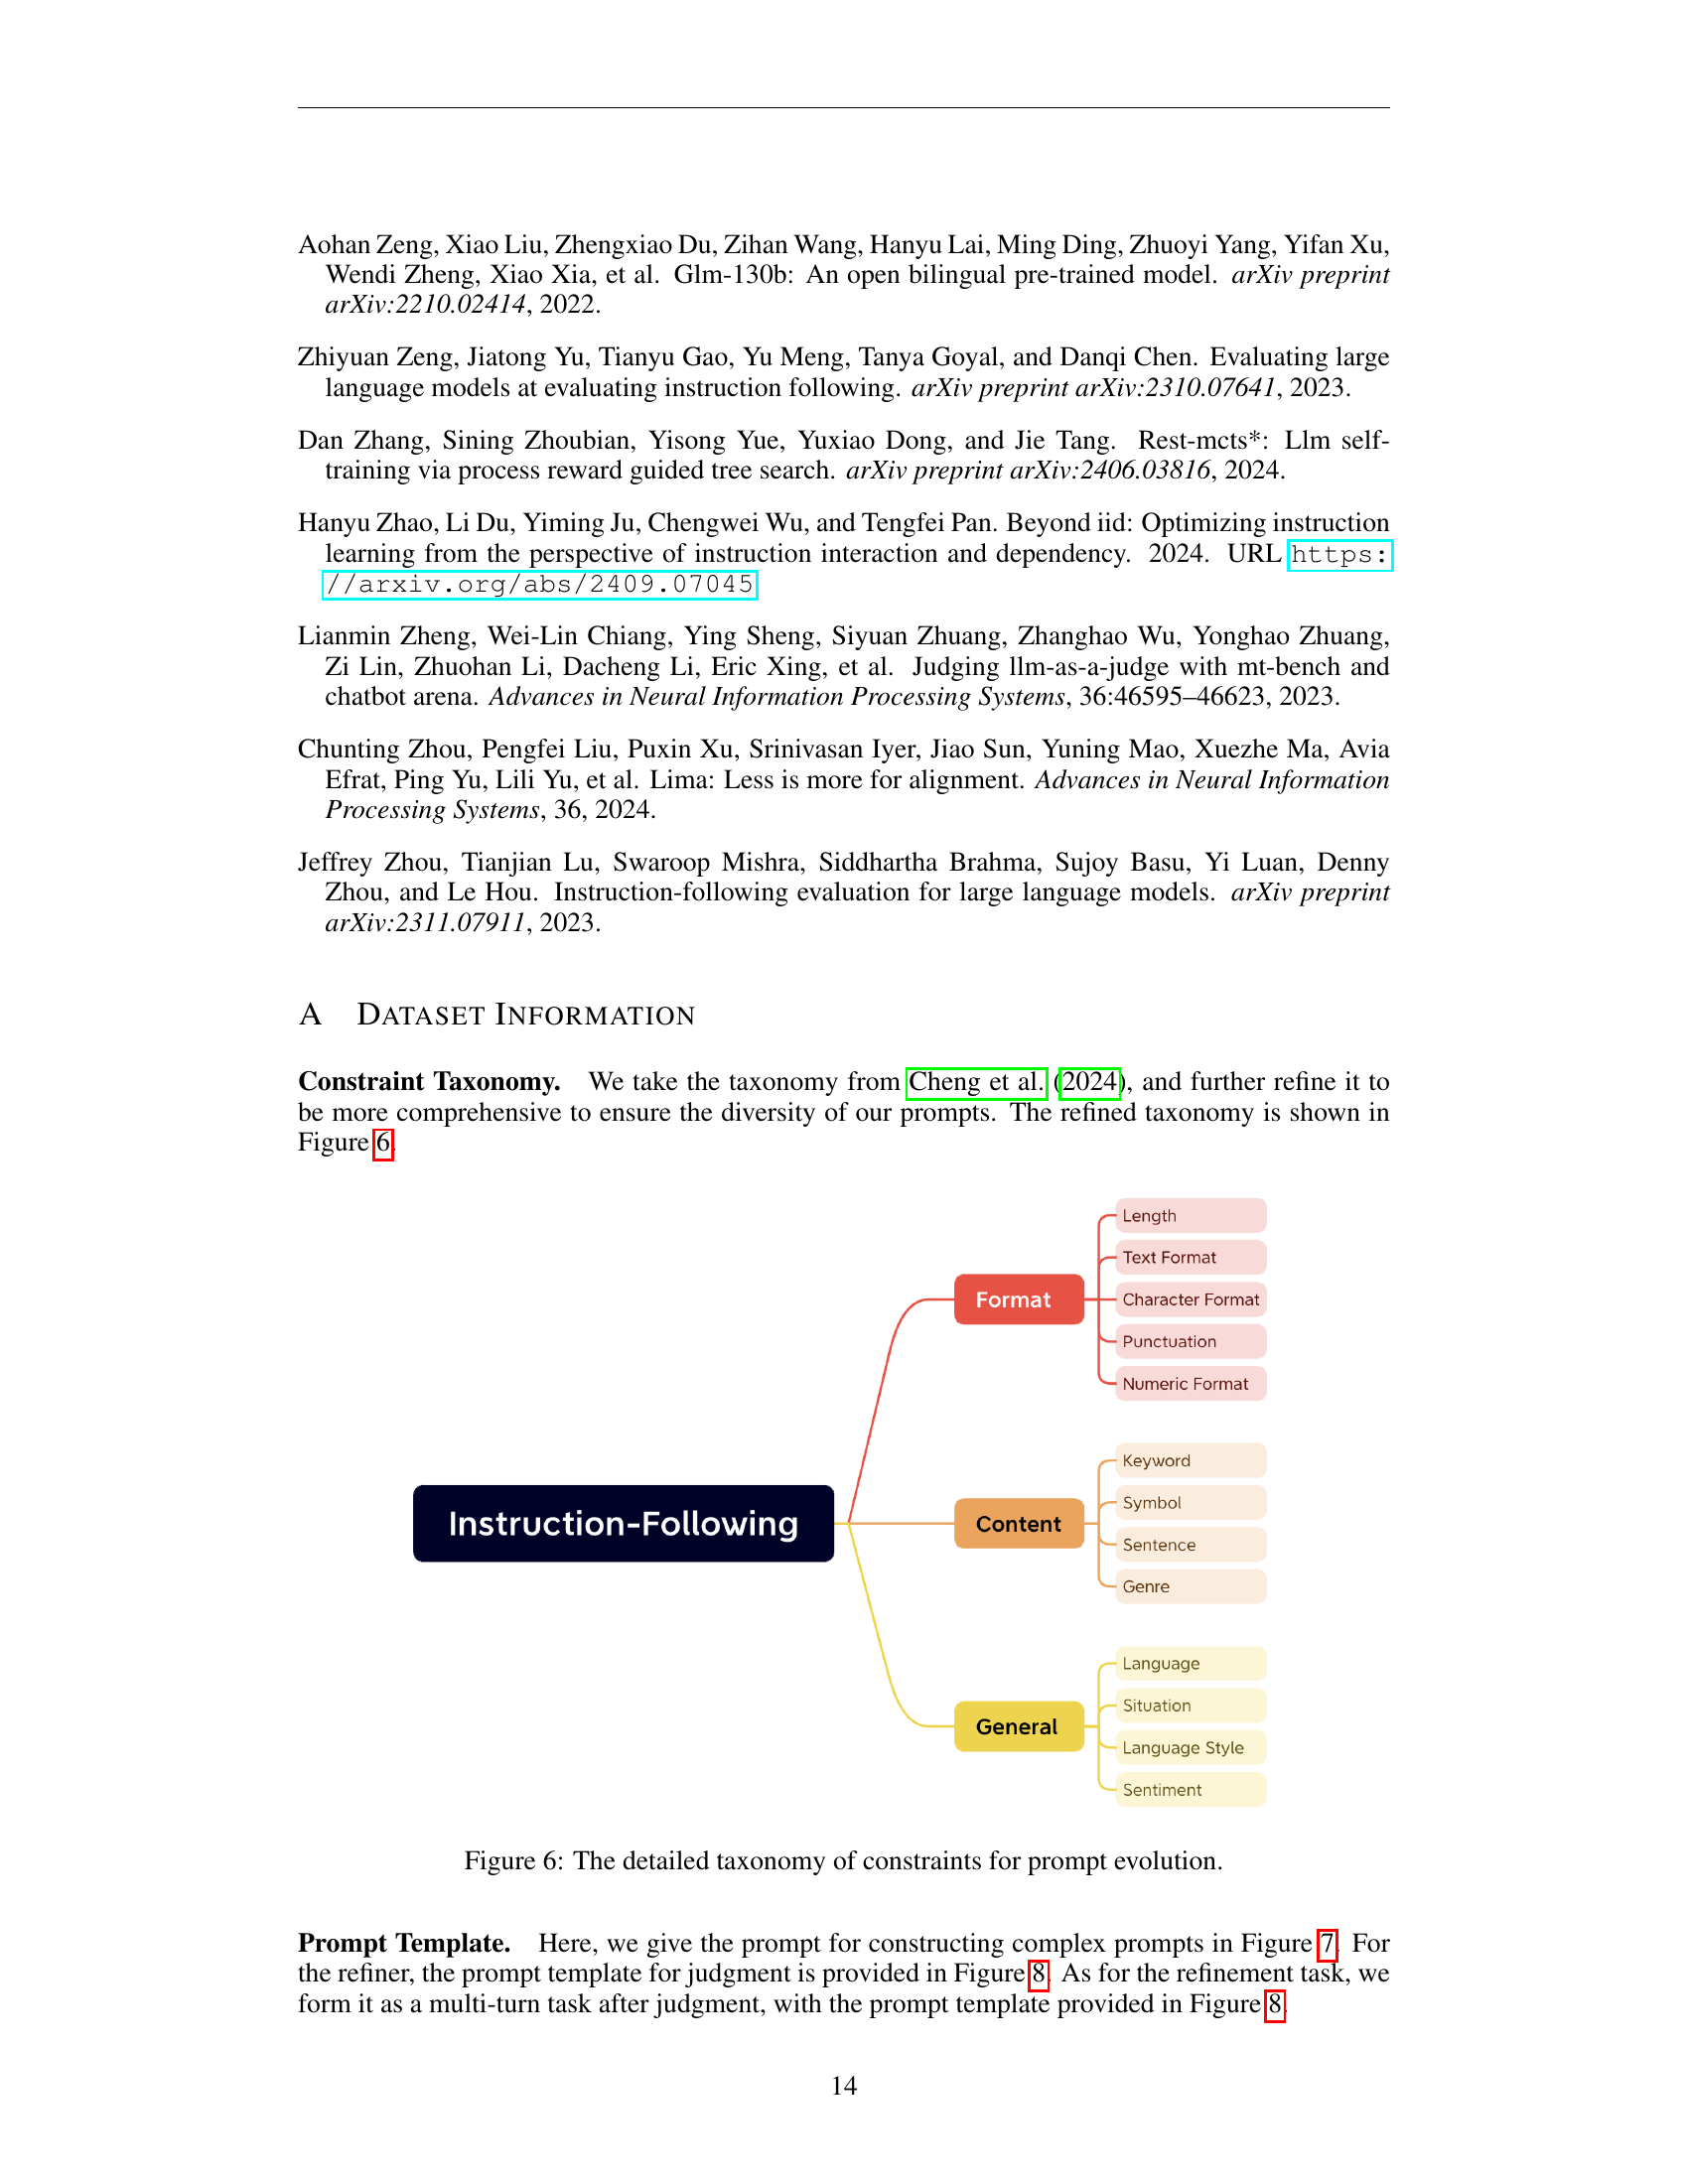 Aohan Zeng, Xiao Liu, Zhengxiao Du, Zihan Wang, Hanyu Lai, Ming Ding, Zhuoyi Yang, Yifan Xu,
Wendi Zheng, Xiao Xia, et al. Glm-130b: An open bilingual pre-trained model. arXiv preprint
arXiv:2210.02414, 2022.
Zhiyuan Zeng, Jiatong Yu, Tianyu Gao, Yu Meng, Tanya Goyal, and Danqi Chen. Evaluating large
language models at evaluating instruction following. arXiv preprint arXiv:2310.07641, 2023.
Dan Zhang, Sining Zhoubian, Yisong Yue, Yuxiao Dong, and Jie Tang. Rest-mcts*: Llm self-
training via process reward guided tree search. arXiv preprint arXiv:2406.03816, 2024.
Hanyu Zhao, Li Du, Yiming Ju, Chengwei Wu, and Tengfei Pan. Beyond iid: Optimizing instruction
learning from the perspective of instruction interaction and dependency. 2024. URL https:
//arxiv.org/abs/2409.07045
Lianmin Zheng, Wei-Lin Chiang, Ying Sheng, Siyuan Zhuang, Zhanghao Wu, Yonghao Zhuang,
Zi Lin, Zhuohan Li, Dacheng Li, Eric Xing, et al. Judging llm-as-a-judge with mt-bench and
chatbot arena. Advances in Neural Information Processing Systems, 36:46595–46623, 2023.
Chunting Zhou, Pengfei Liu, Puxin Xu, Srinivasan Iyer, Jiao Sun, Yuning Mao, Xuezhe Ma, Avia
Efrat, Ping Yu, Lili Yu, et al. Lima: Less is more for alignment. Advances in Neural Information
Processing Systems, 36, 2024.
Jeffrey Zhou, Tianjian Lu, Swaroop Mishra, Siddhartha Brahma, Sujoy Basu, Yi Luan, Denny
Zhou, and Le Hou. Instruction-following evaluation for large language models. arXiv preprint
arXiv:2311.07911, 2023.
A DATASET INFORMATION
Constraint Taxonomy. We take the taxonomy from Cheng et al. (2024), and further refine it to
be more comprehensive to ensure the diversity of our prompts. The refined taxonomy is shown in
Figure 6.
Instruction-Following
Format
Length
Text Format
Character Format
Punctuation
Numeric Format
Content
Keyword
Symbol
Sentence
Genre
General
Language
Situation
Language Style
Sentiment
Figure 6: The detailed taxonomy of constraints for prompt evolution.
Prompt Template. Here, we give the prompt for constructing complex prompts in Figure 7. For
the refiner, the prompt template for judgment is provided in Figure 8. As for the refinement task, we
form it as a multi-turn task after judgment, with the prompt template provided in Figure 8.
14